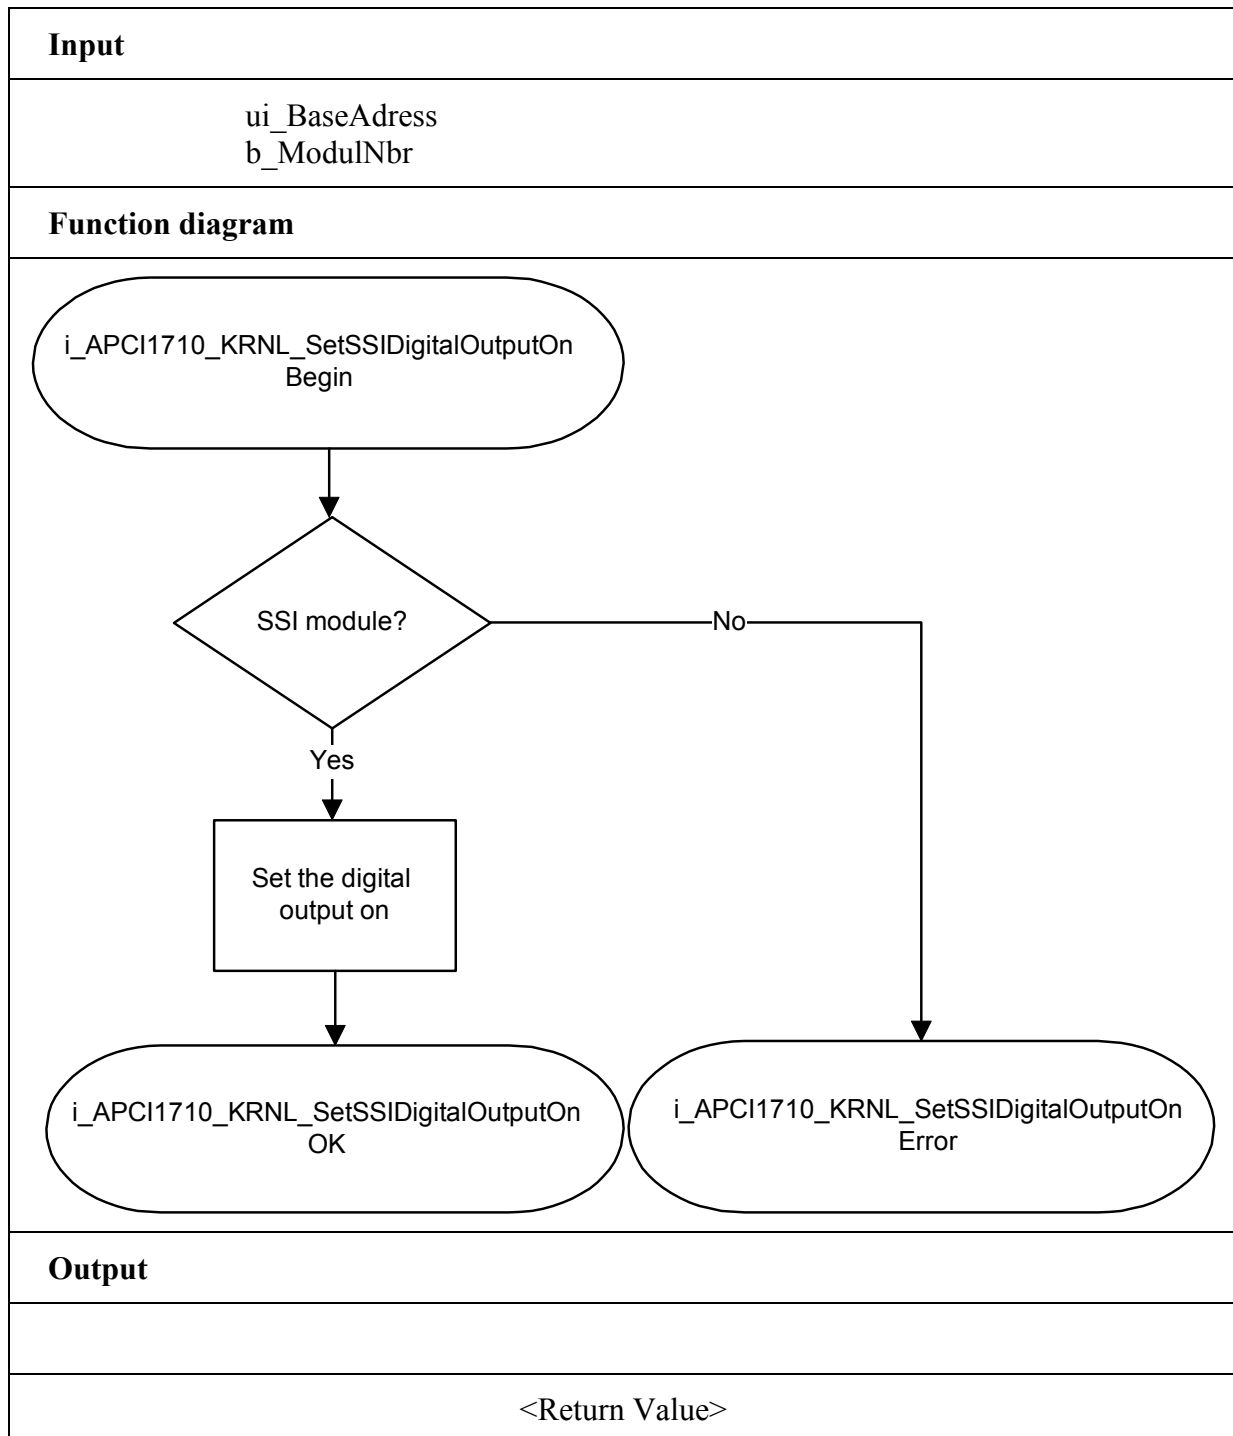 Input
ui_BaseAdress
b_ModulNbr
Function diagram
i_APCI1710_KRNL_SetSSIDigitalOutputOn
Begin
SSI module?
No
Yes
Set the digital
output on
i_APCI1710_KRNL_SetSSIDigitalOutputOn
OK
i_APCI1710_KRNL_SetSSIDigitalOutputOn
Error
Output
<Return Value>